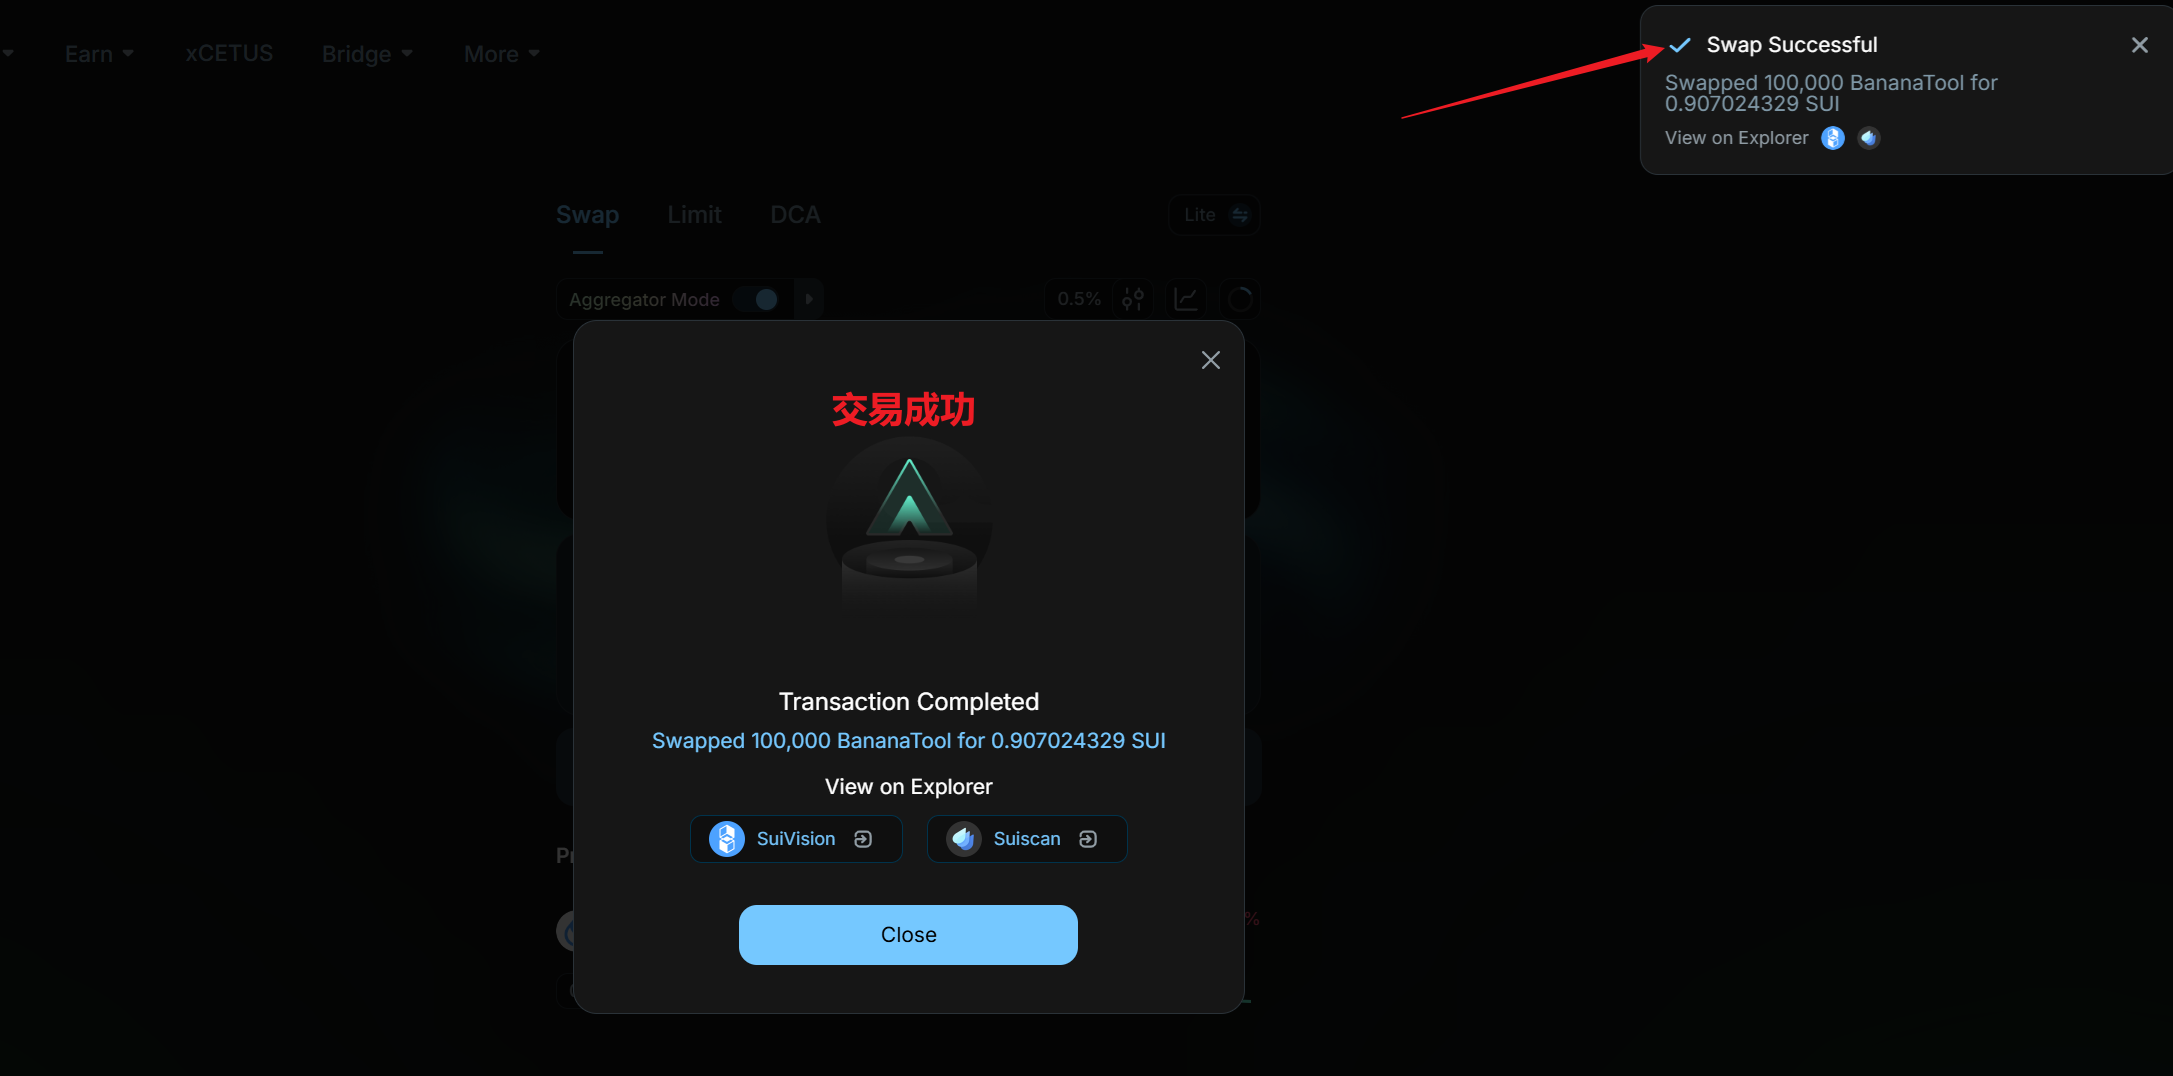 Earn
xCETUS
Bridge
More
Swap Successful
Swapped 100,000 BananaTool for
0.907024329 SUI
View on Explorer
Swap
Limit
DCA
Lite
Aggregator Mode
0.5%
交易成功
Transaction Completed
Swapped 100,000 BananaTool for 0.907024329 SUI
View on Explorer
SuiVision
Suiscan
Close
%